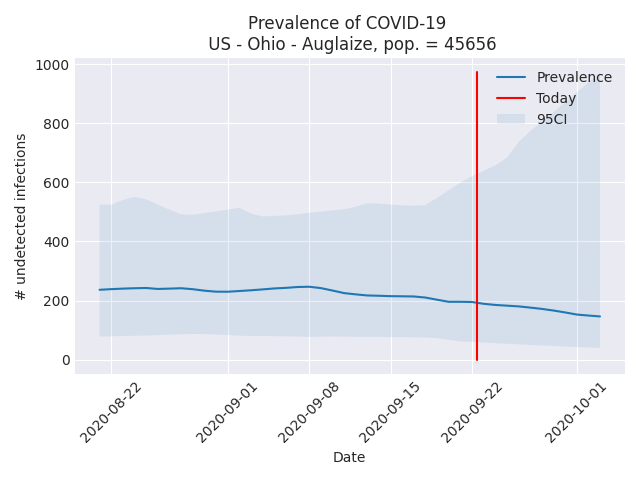 Prevalence of COVID-19
US - Ohio - Auglaize, pop. = 45656
1000
800
600
400
200
0
# undetected infections
Prevalence
Today
95CI
2020-08-22
2020-09-01
2020-09-08
2020-09-15
2020-09-22
2020-10-01
Date